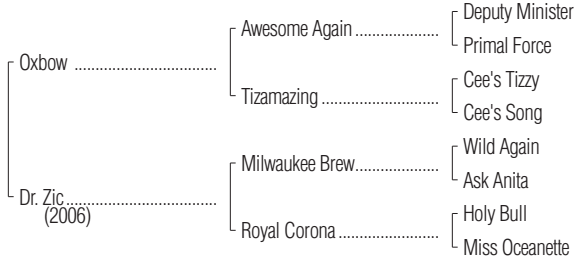 Deputy Minister
Awesome Again ....................
Primal Force
Oxbow ..................................
Cee's Tizzy
Tizamazing ............................
Cee's Song
Wild Again
Milwaukee Brew....................
Ask Anita
Dr. Zic....................................
(2006)
Holy Bull
Royal Corona ........................
Miss Oceanette